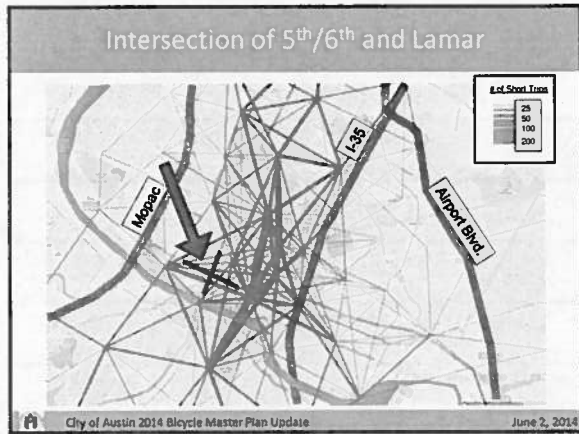 Intersection of 5th/6th and Lamar
# of Short Trips
25
50
100
200
I-35
Mopac
Airport Blvd.
City of Austin 2014 Bicycle Master Plan Update
June 2, 2014